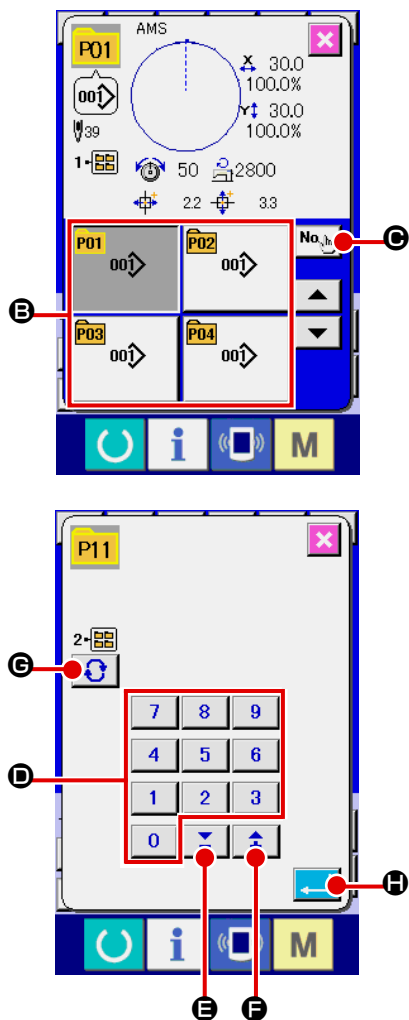 P01
AMS
X 30.0
100.0%
001
Y 30.0
100.0%
39
1
50 2800
2.2 3.3
P01 001
P02 001
No.
C
B
P03 001
P04 001
i M
P11
2
G
7 8 9
D
4 5 6
1 2 3
0
H
i M
E F